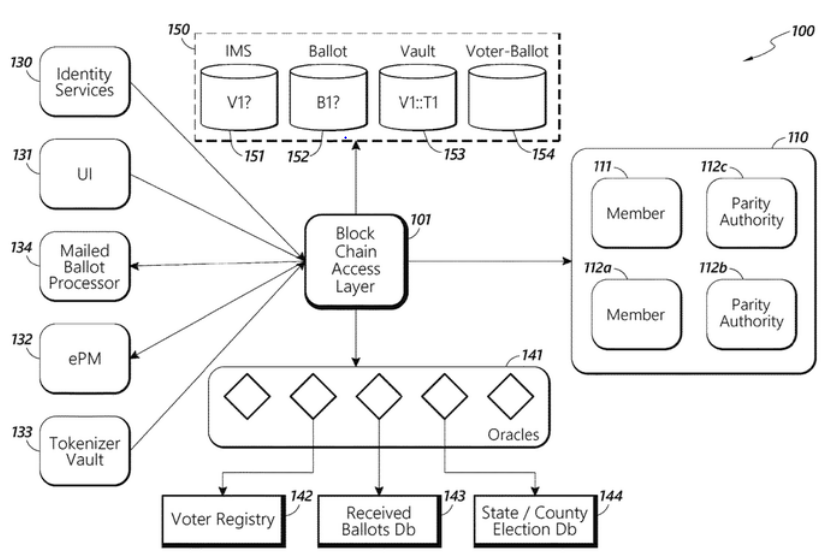 100
150
IMS
Ballot
Vault
Voter-Ballot
V1?
B1?
V1::T1
151
152
153
154
130
Identity
Services
131
UI
134
Mailed
Ballot
Processor
132
ePM
133
Tokenizer
Vault
101
Block
Chain
Access
Layer
110
111
Member
112c
Parity
Authority
112a
Member
112b
Parity
Authority
141
Oracles
142
Voter Registry
143
Received
Ballots Db
144
State / County
Election Db